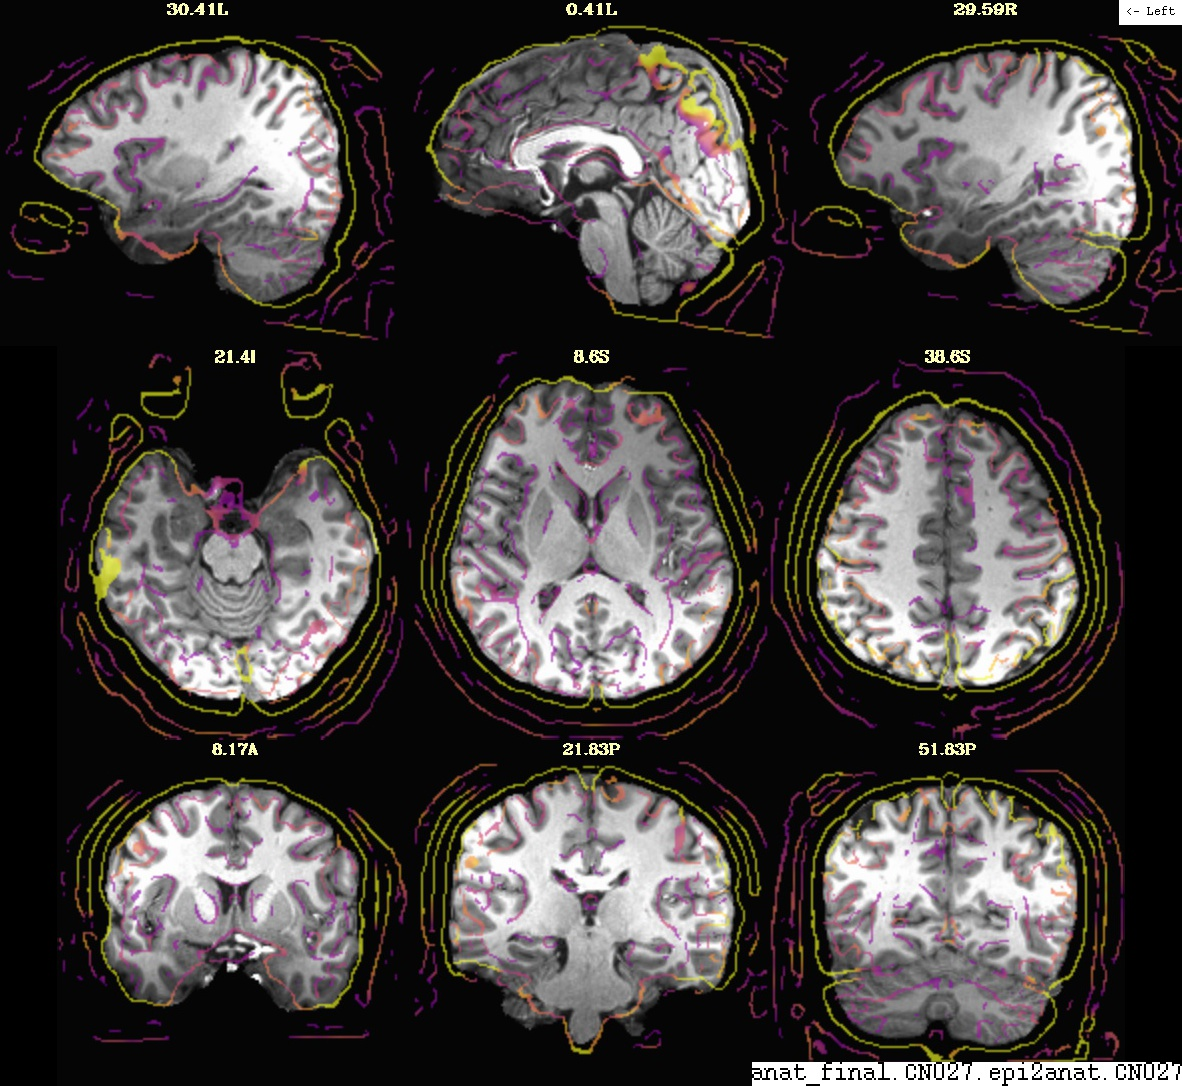 30.41L 0.41L 29.59R
<- Left
21.4I 8.6S 38.6S
8.17A 21.83P 51.83P
anat_final.CN027.epi2anat.CN027